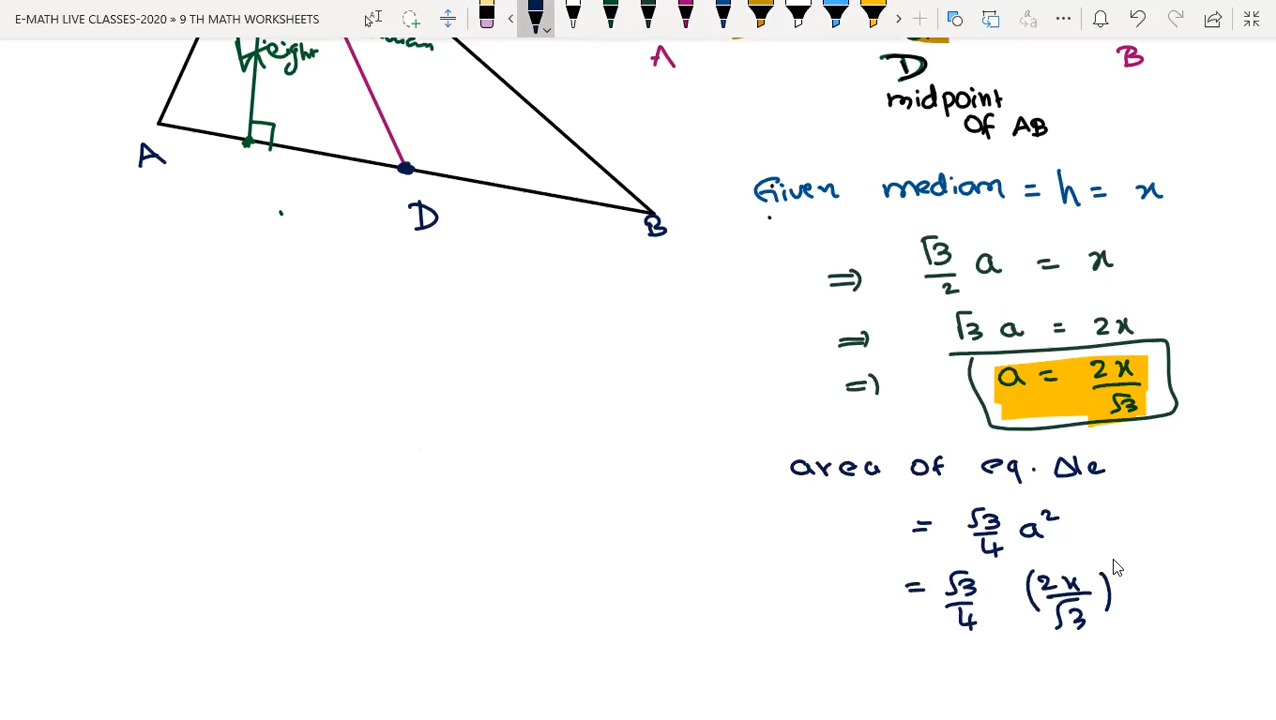 E-MATH LIVE CLASSES-2020 » 9 TH MATH WORKSHEETS
Height
A
D
B
A
D
B
midpoint
Of AB
Given median = h = x
⇒ √3/2 a = x
⇒ √3 a = 2x
⇒ a = 2x/√3
area of eq. Δle
= √3/4 a²
= √3/4 (2x/√3)